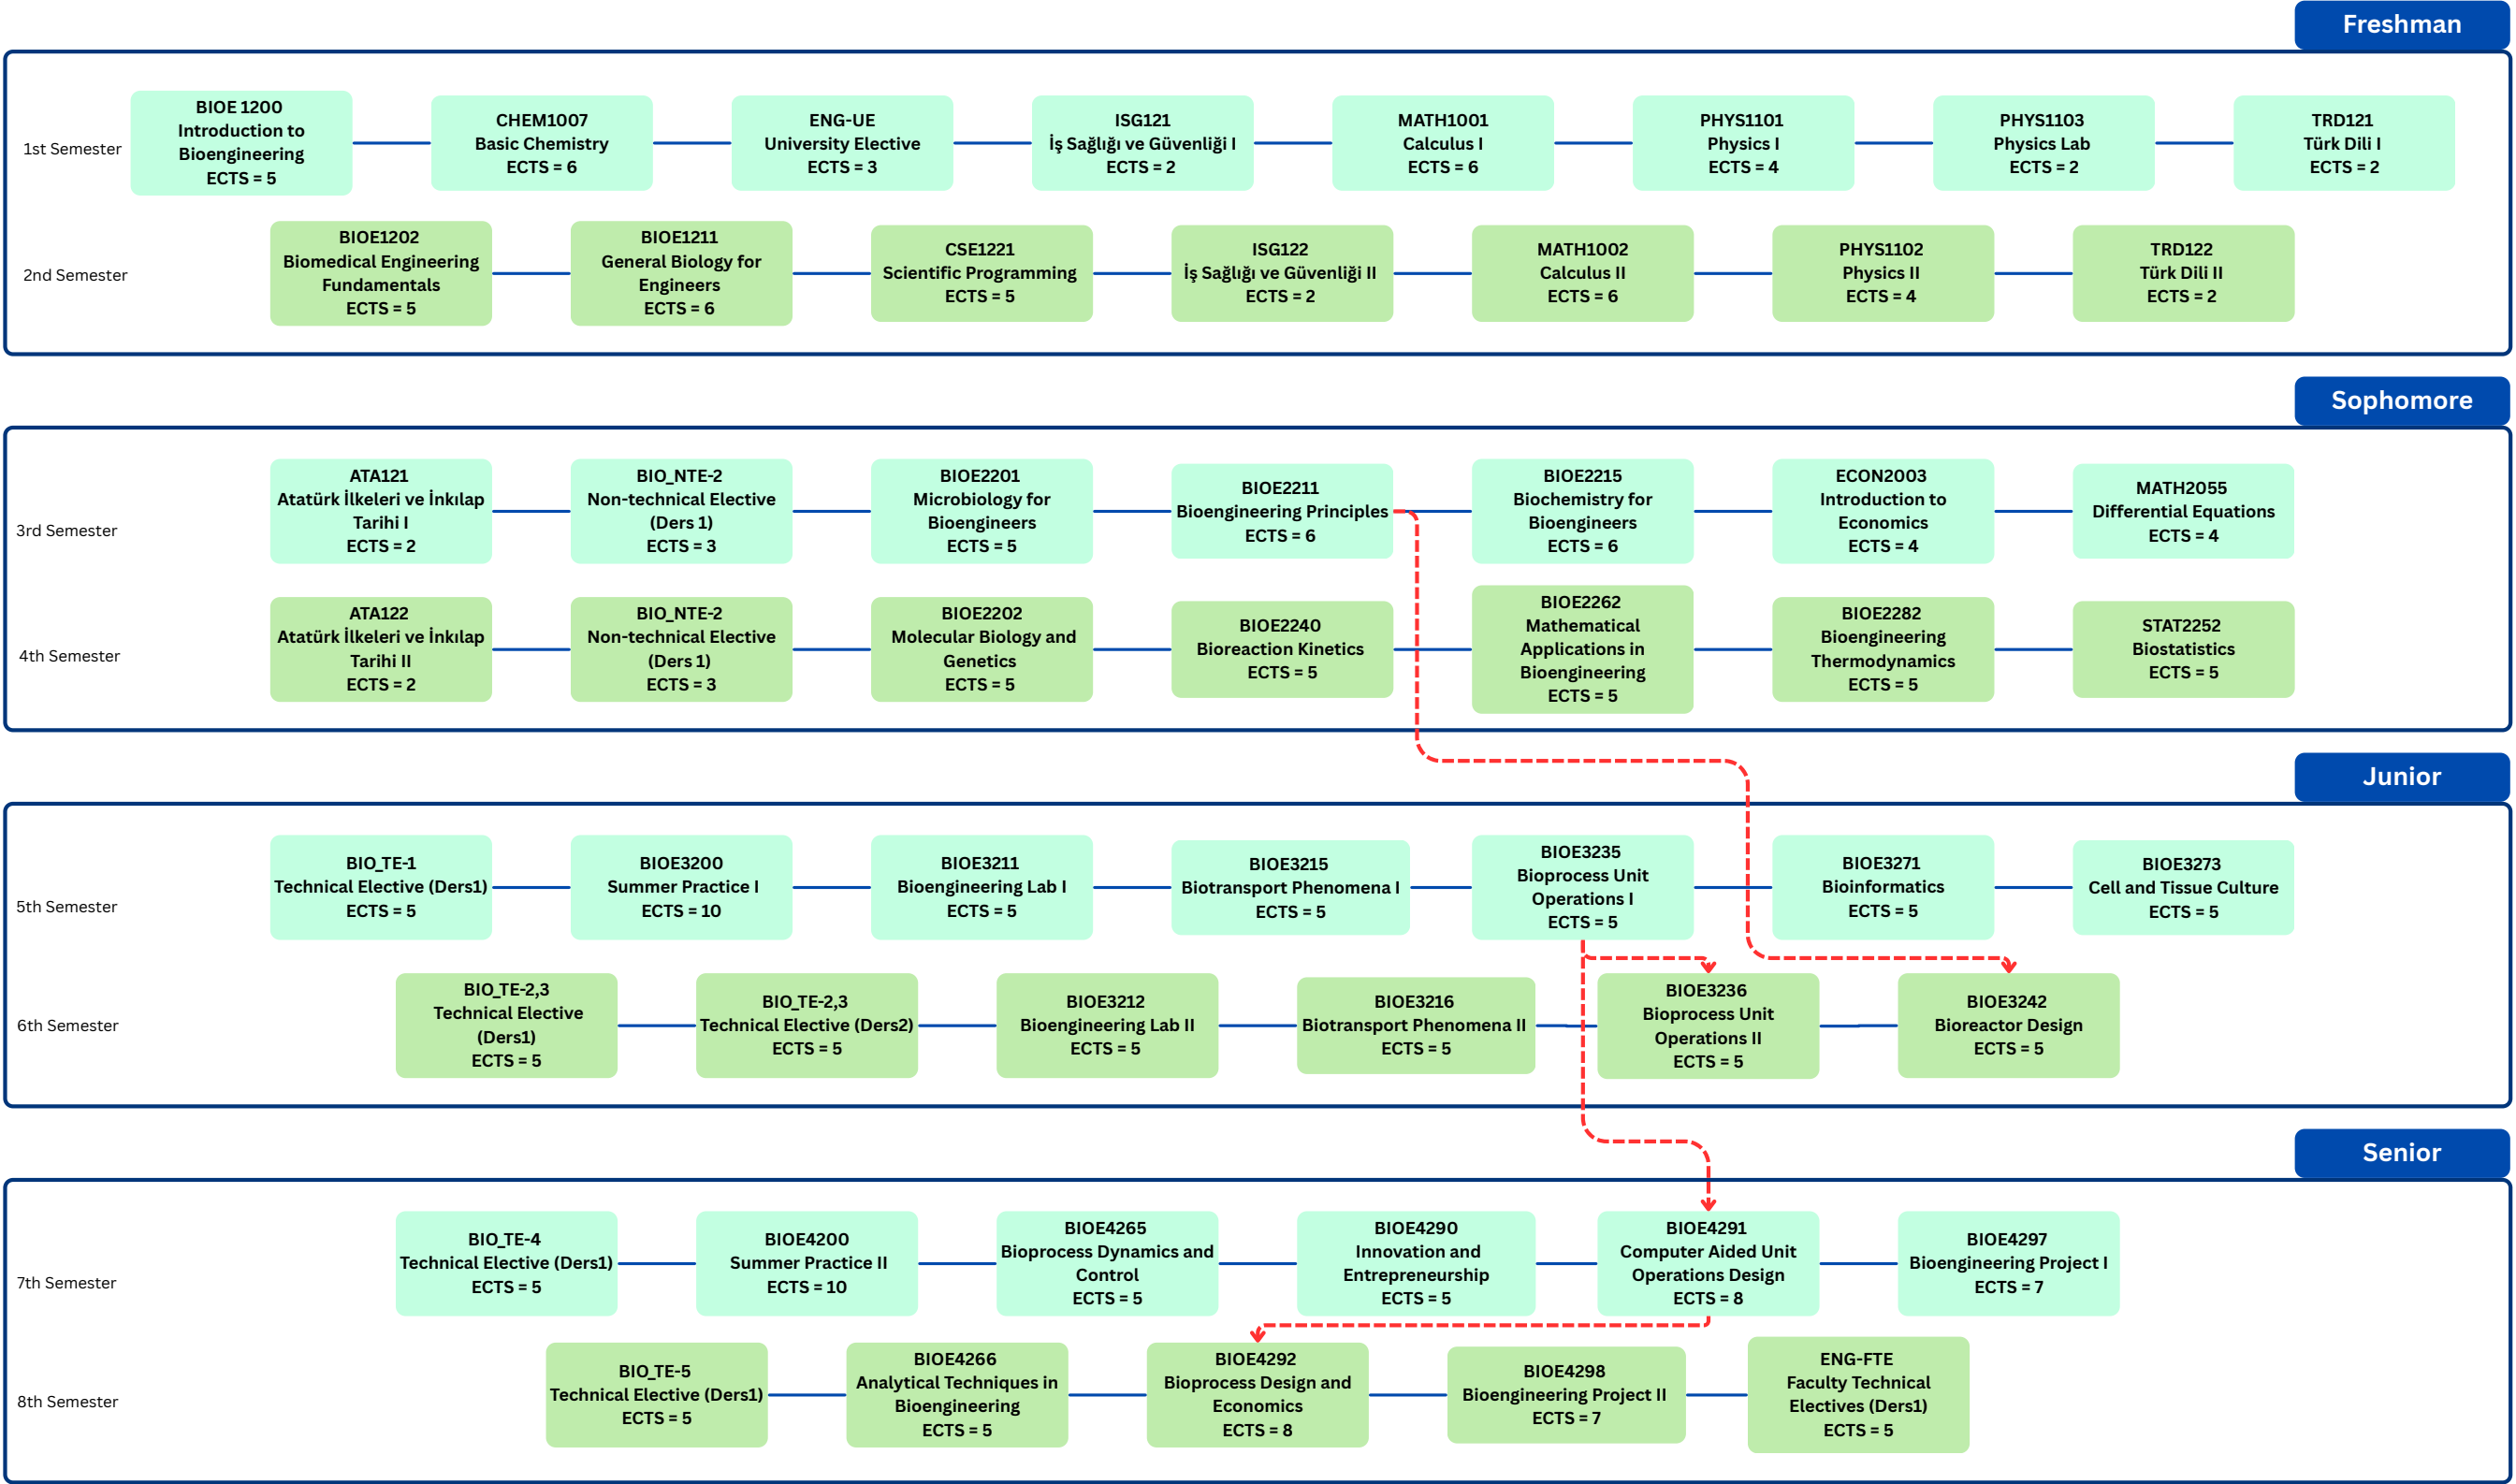 Freshman
1st Semester
BIOE 1200
Introduction to
Bioengineering
ECTS = 5
CHEM1007
Basic Chemistry
ECTS = 6
ENG-UE
University Elective
ECTS = 3
ISG121
İş Sağlığı ve Güvenliği I
ECTS = 2
MATH1001
Calculus I
ECTS = 6
PHYS1101
Physics I
ECTS = 4
PHYS1103
Physics Lab
ECTS = 2
TRD121
Türk Dili I
ECTS = 2
2nd Semester
BIOE1202
Biomedical Engineering
Fundamentals
ECTS = 5
BIOE1211
General Biology for
Engineers
ECTS = 6
CSE1221
Scientific Programming
ECTS = 5
ISG122
İş Sağlığı ve Güvenliği II
ECTS = 2
MATH1002
Calculus II
ECTS = 6
PHYS1102
Physics II
ECTS = 4
TRD122
Türk Dili II
ECTS = 2
Sophomore
3rd Semester
ATA121
Atatürk İlkeleri ve İnkılap
Tarihi I
ECTS = 2
BIO_NTE-2
Non-technical Elective
(Ders 1)
ECTS = 3
BIOE2201
Microbiology for
Bioengineers
ECTS = 5
BIOE2211
Bioengineering Principles
ECTS = 6
BIOE2215
Biochemistry for
Bioengineers
ECTS = 6
ECON2003
Introduction to
Economics
ECTS = 4
MATH2055
Differential Equations
ECTS = 4
4th Semester
ATA122
Atatürk İlkeleri ve İnkılap
Tarihi II
ECTS = 2
BIO_NTE-2
Non-technical Elective
(Ders 1)
ECTS = 3
BIOE2202
Molecular Biology and
Genetics
ECTS = 5
BIOE2240
Bioreaction Kinetics
ECTS = 5
BIOE2262
Mathematical
Applications in
Bioengineering
ECTS = 5
BIOE2282
Bioengineering
Thermodynamics
ECTS = 5
STAT2252
Biostatistics
ECTS = 5
Junior
5th Semester
BIO_TE-1
Technical Elective (Ders1)
ECTS = 5
BIOE3200
Summer Practice I
ECTS = 10
BIOE3211
Bioengineering Lab I
ECTS = 5
BIOE3215
Biotransport Phenomena I
ECTS = 5
BIOE3235
Bioprocess Unit
Operations I
ECTS = 5
BIOE3271
Bioinformatics
ECTS = 5
BIOE3273
Cell and Tissue Culture
ECTS = 5
6th Semester
BIO_TE-2,3
Technical Elective
(Ders1)
ECTS = 5
BIO_TE-2,3
Technical Elective (Ders2)
ECTS = 5
BIOE3212
Bioengineering Lab II
ECTS = 5
BIOE3216
Biotransport Phenomena II
ECTS = 5
BIOE3236
Bioprocess Unit
Operations II
ECTS = 5
BIOE3242
Bioreactor Design
ECTS = 5
Senior
7th Semester
BIO_TE-4
Technical Elective (Ders1)
ECTS = 5
BIOE4200
Summer Practice II
ECTS = 10
BIOE4265
Bioprocess Dynamics and
Control
ECTS = 5
BIOE4290
Innovation and
Entrepreneurship
ECTS = 5
BIOE4291
Computer Aided Unit
Operations Design
ECTS = 8
BIOE4297
Bioengineering Project I
ECTS = 7
8th Semester
BIO_TE-5
Technical Elective (Ders1)
ECTS = 5
BIOE4266
Analytical Techniques in
Bioengineering
ECTS = 5
BIOE4292
Bioprocess Design and
Economics
ECTS = 8
BIOE4298
Bioengineering Project II
ECTS = 7
ENG-FTE
Faculty Technical
Electives (Ders1)
ECTS = 5